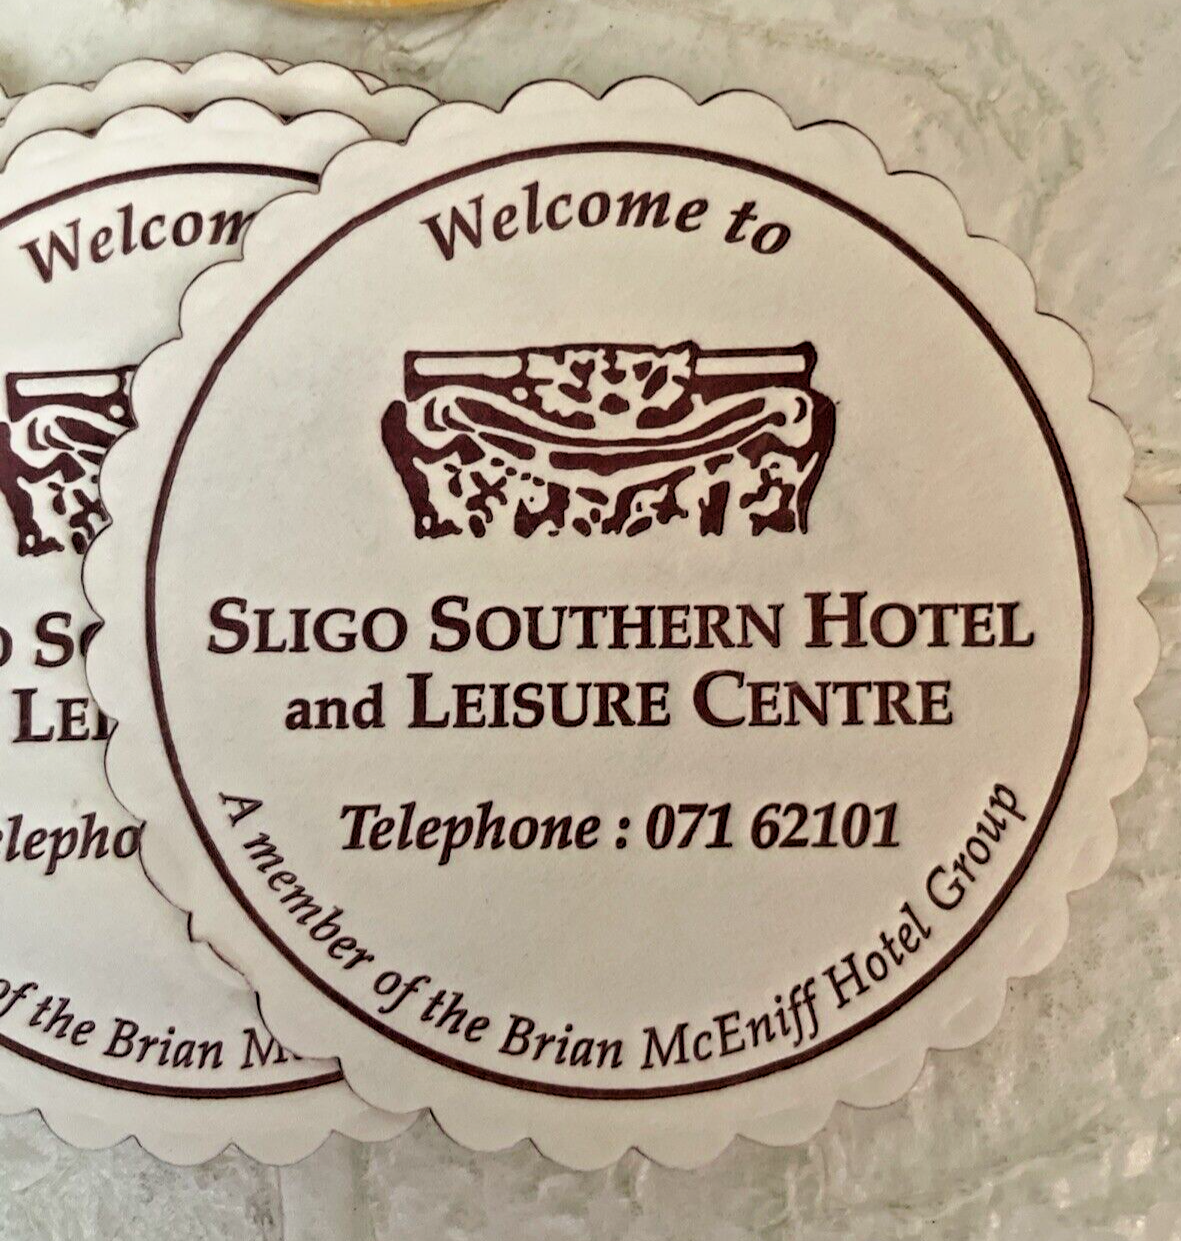 Welcome to
SLIGO SOUTHERN HOTEL
and LEISURE CENTRE
Telephone : 071 62101
A member of the Brian McEniff Hotel Group
Welcom
O SO
LEI
elepho
of the Brian M